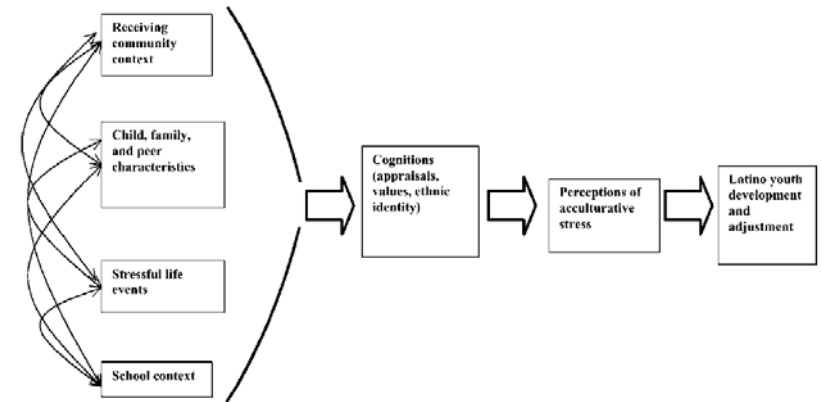 Receiving
community
context
Child, family,
and peer
characteristics
Stressful life
events
School context
Cognitions
(appraisals,
values, ethnic
identity)
Perceptions of
acculturative
stress
Latino youth
development
and
adjustment